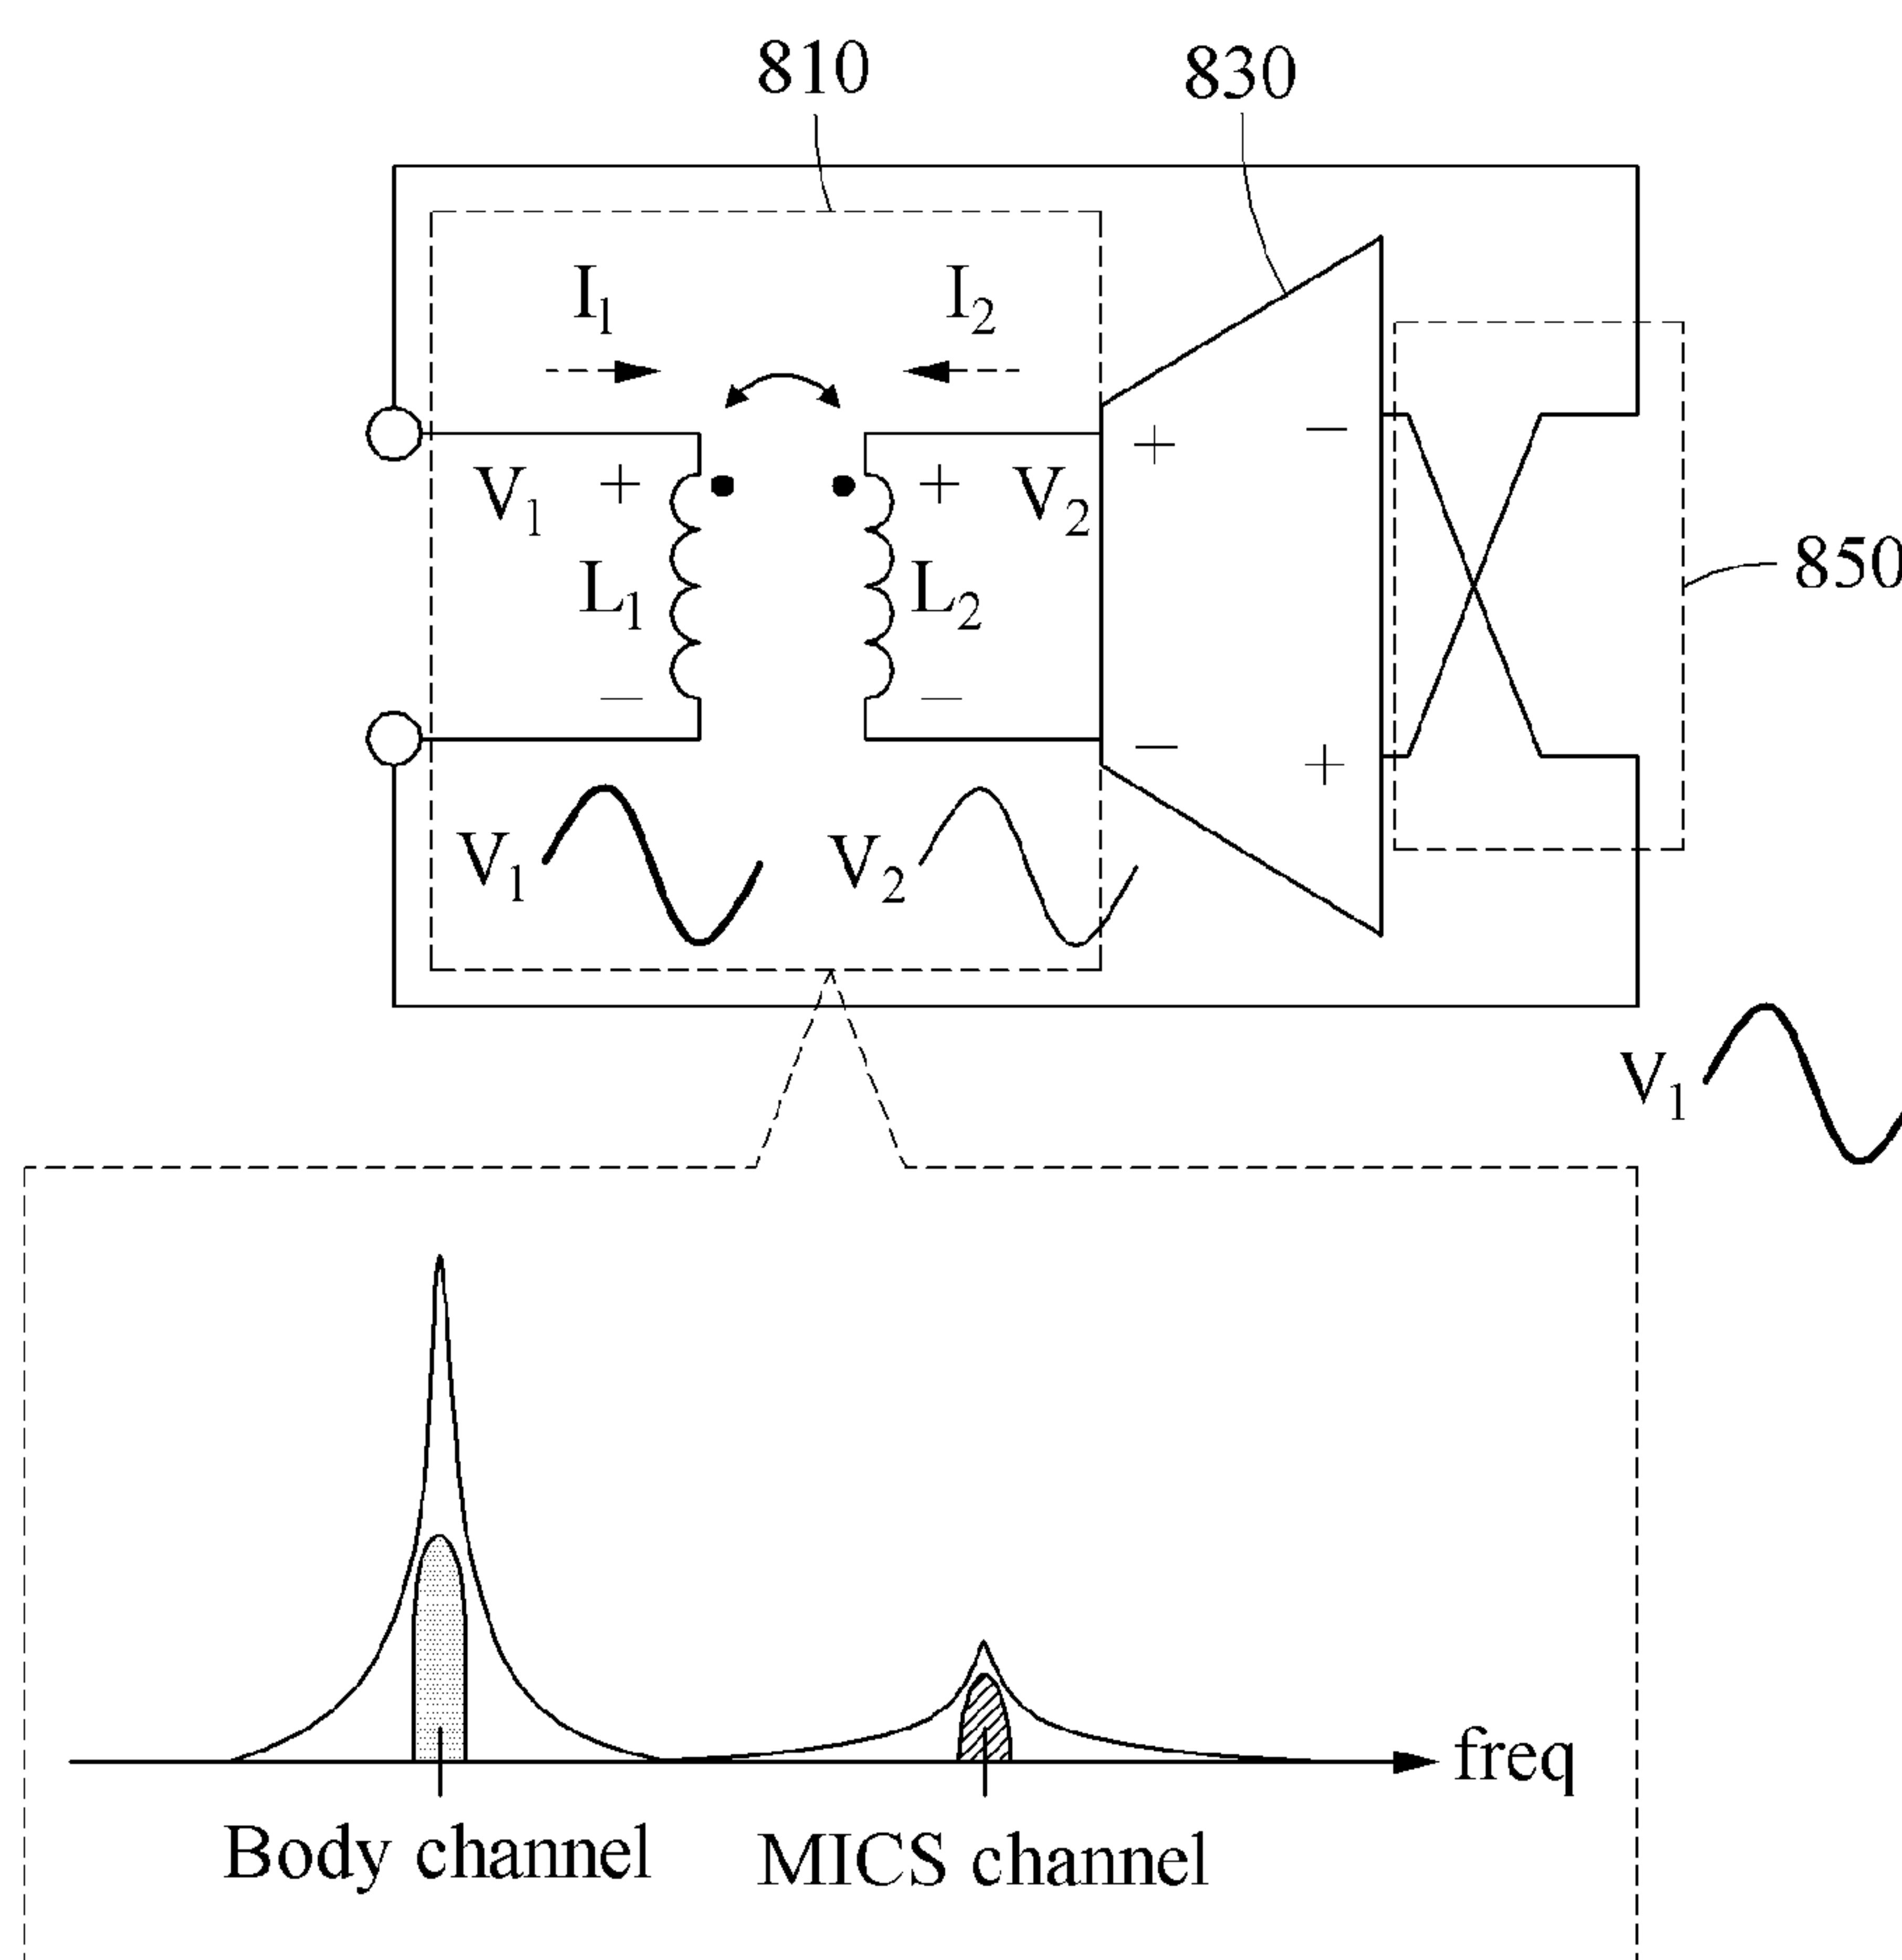 810
830
I₁
I₂
+
+
+
−
V₁
V₂
L₁
L₂
850
−
−
−
+
V₁
V₂
V₁
freq
Body channel
MICS channel